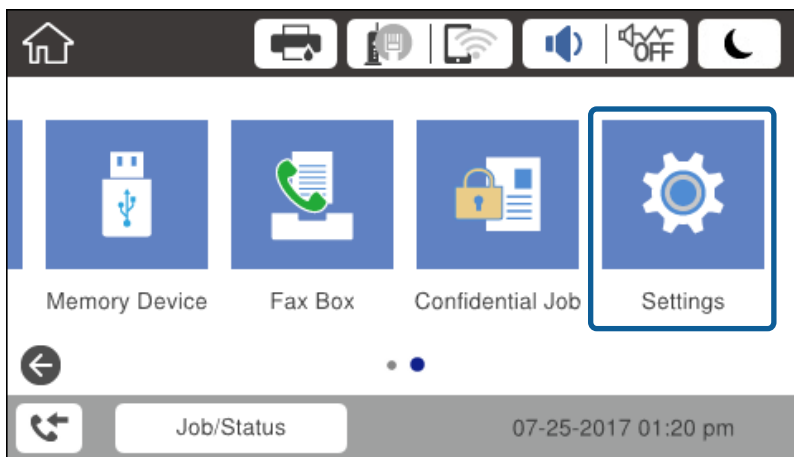 OFF
Memory Device
Fax Box
Confidential Job
Settings
Job/Status
07-25-2017 01:20 pm